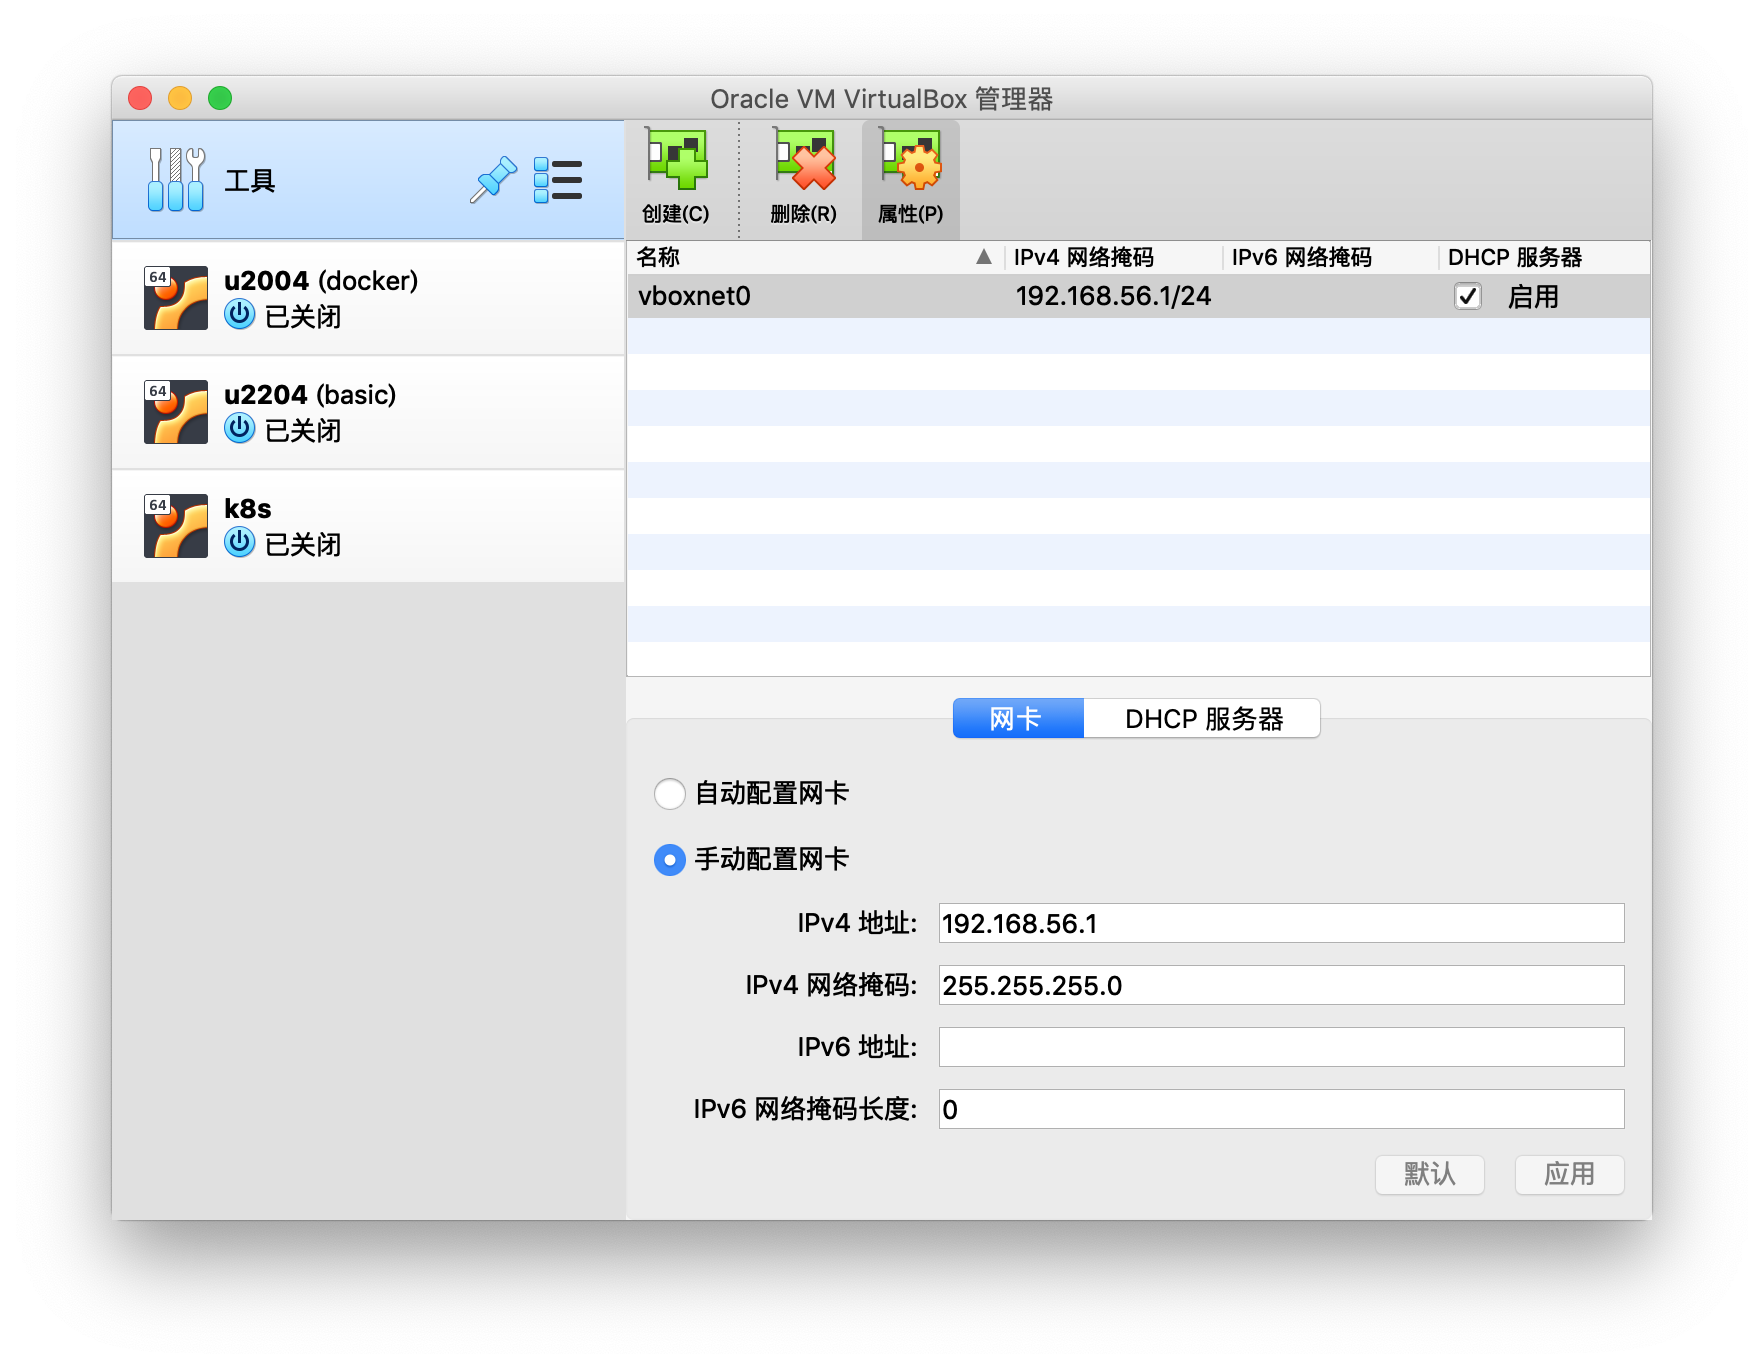 Oracle VM VirtualBox 管理器
工具
创建(C)
删除(R)
属性(P)
64
u2004 (docker)
已关闭
64
u2204 (basic)
已关闭
64
k8s
已关闭
名称 IPv4 网络掩码 IPv6 网络掩码 DHCP 服务器
vboxnet0 192.168.56.1/24 启用
网卡 DHCP 服务器
自动配置网卡
手动配置网卡
IPv4 地址: 192.168.56.1
IPv4 网络掩码: 255.255.255.0
IPv6 地址:
IPv6 网络掩码长度: 0
默认 应用